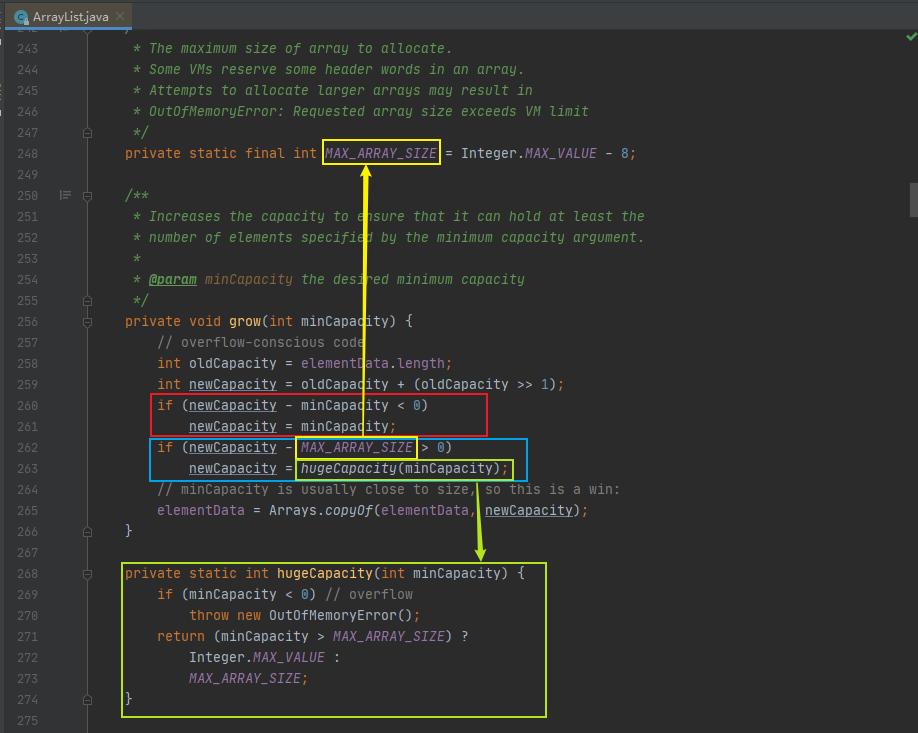 ArrayList.java
243 * The maximum size of array to allocate.
244 * Some VMs reserve some header words in an array.
245 * Attempts to allocate larger arrays may result in
246 * OutOfMemoryError: Requested array size exceeds VM limit
247 */
248 private static final int MAX_ARRAY_SIZE = Integer.MAX_VALUE - 8;
249
250 /**
251 * Increases the capacity to ensure that it can hold at least the
252 * number of elements specified by the minimum capacity argument.
253 *
254 * @param minCapacity the desired minimum capacity
255 */
256 private void grow(int minCapacity) {
257 // overflow-conscious code
258 int oldCapacity = elementData.length;
259 int newCapacity = oldCapacity + (oldCapacity >> 1);
260 if (newCapacity - minCapacity < 0)
261 newCapacity = minCapacity;
262 if (newCapacity - MAX_ARRAY_SIZE > 0)
263 newCapacity = hugeCapacity(minCapacity);
264 // minCapacity is usually close to size, so this is a win:
265 elementData = Arrays.copyOf(elementData, newCapacity);
266 }
267
268 private static int hugeCapacity(int minCapacity) {
269 if (minCapacity < 0) // overflow
270 throw new OutOfMemoryError();
271 return (minCapacity > MAX_ARRAY_SIZE) ?
272 Integer.MAX_VALUE :
273 MAX_ARRAY_SIZE;
274 }
275